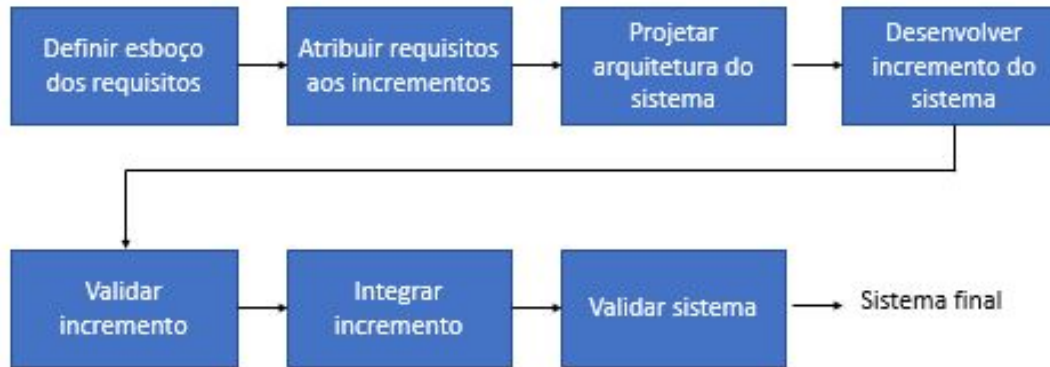 Definir esboço
dos requisitos
Atribuir requisitos
aos incrementos
Projetar
arquitetura do
sistema
Desenvolver
incremento do
sistema
Validar
incremento
Integrar
incremento
Validar sistema
Sistema final